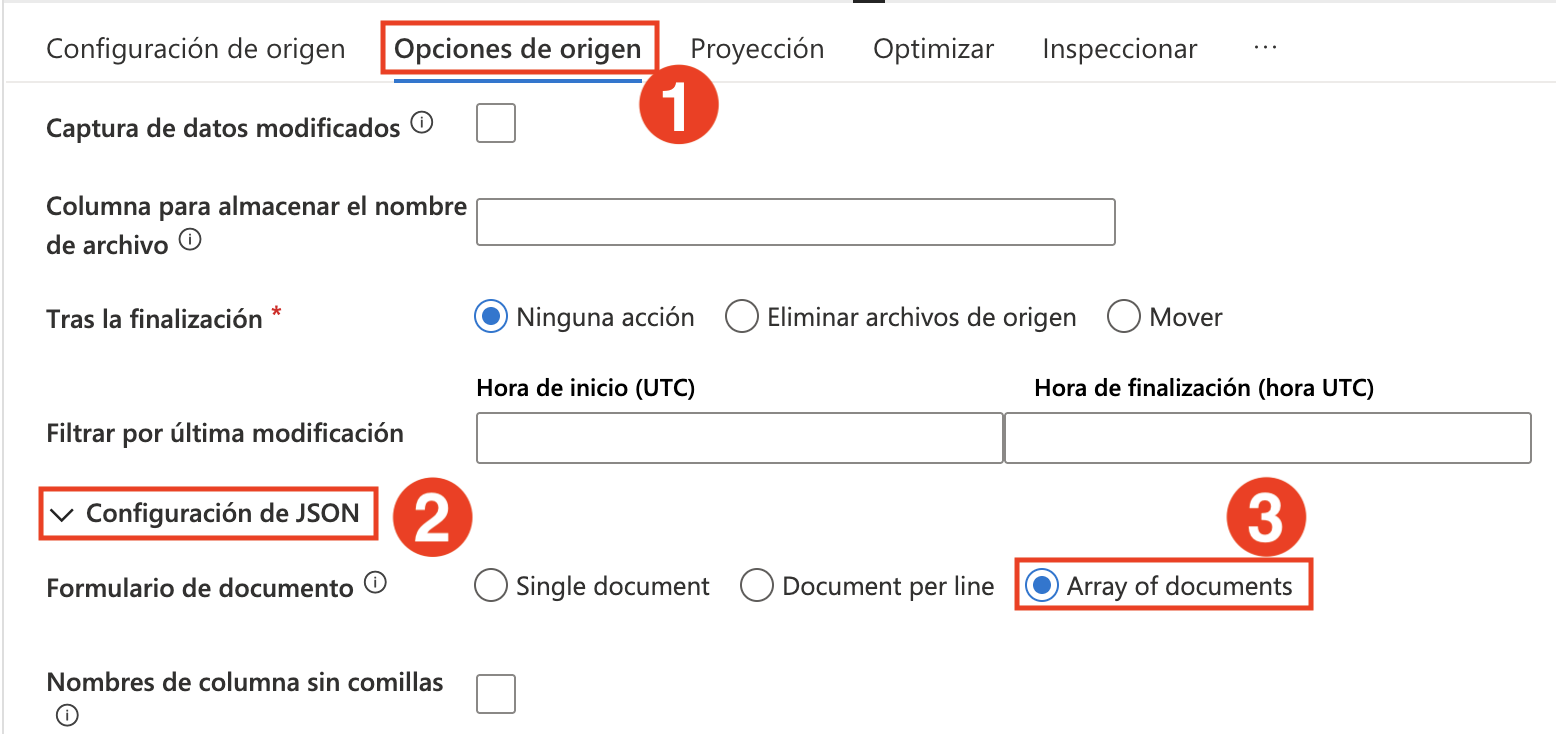 Configuración de origen Opciones de origen Proyección Optimizar Inspeccionar ...
1
Captura de datos modificados
Columna para almacenar el nombre
de archivo
Tras la finalización * Ninguna acción Eliminar archivos de origen Mover
Hora de inicio (UTC) Hora de finalización (hora UTC)
Filtrar por última modificación
Configuración de JSON 2 3
Formulario de documento Single document Document per line Array of documents
Nombres de columna sin comillas